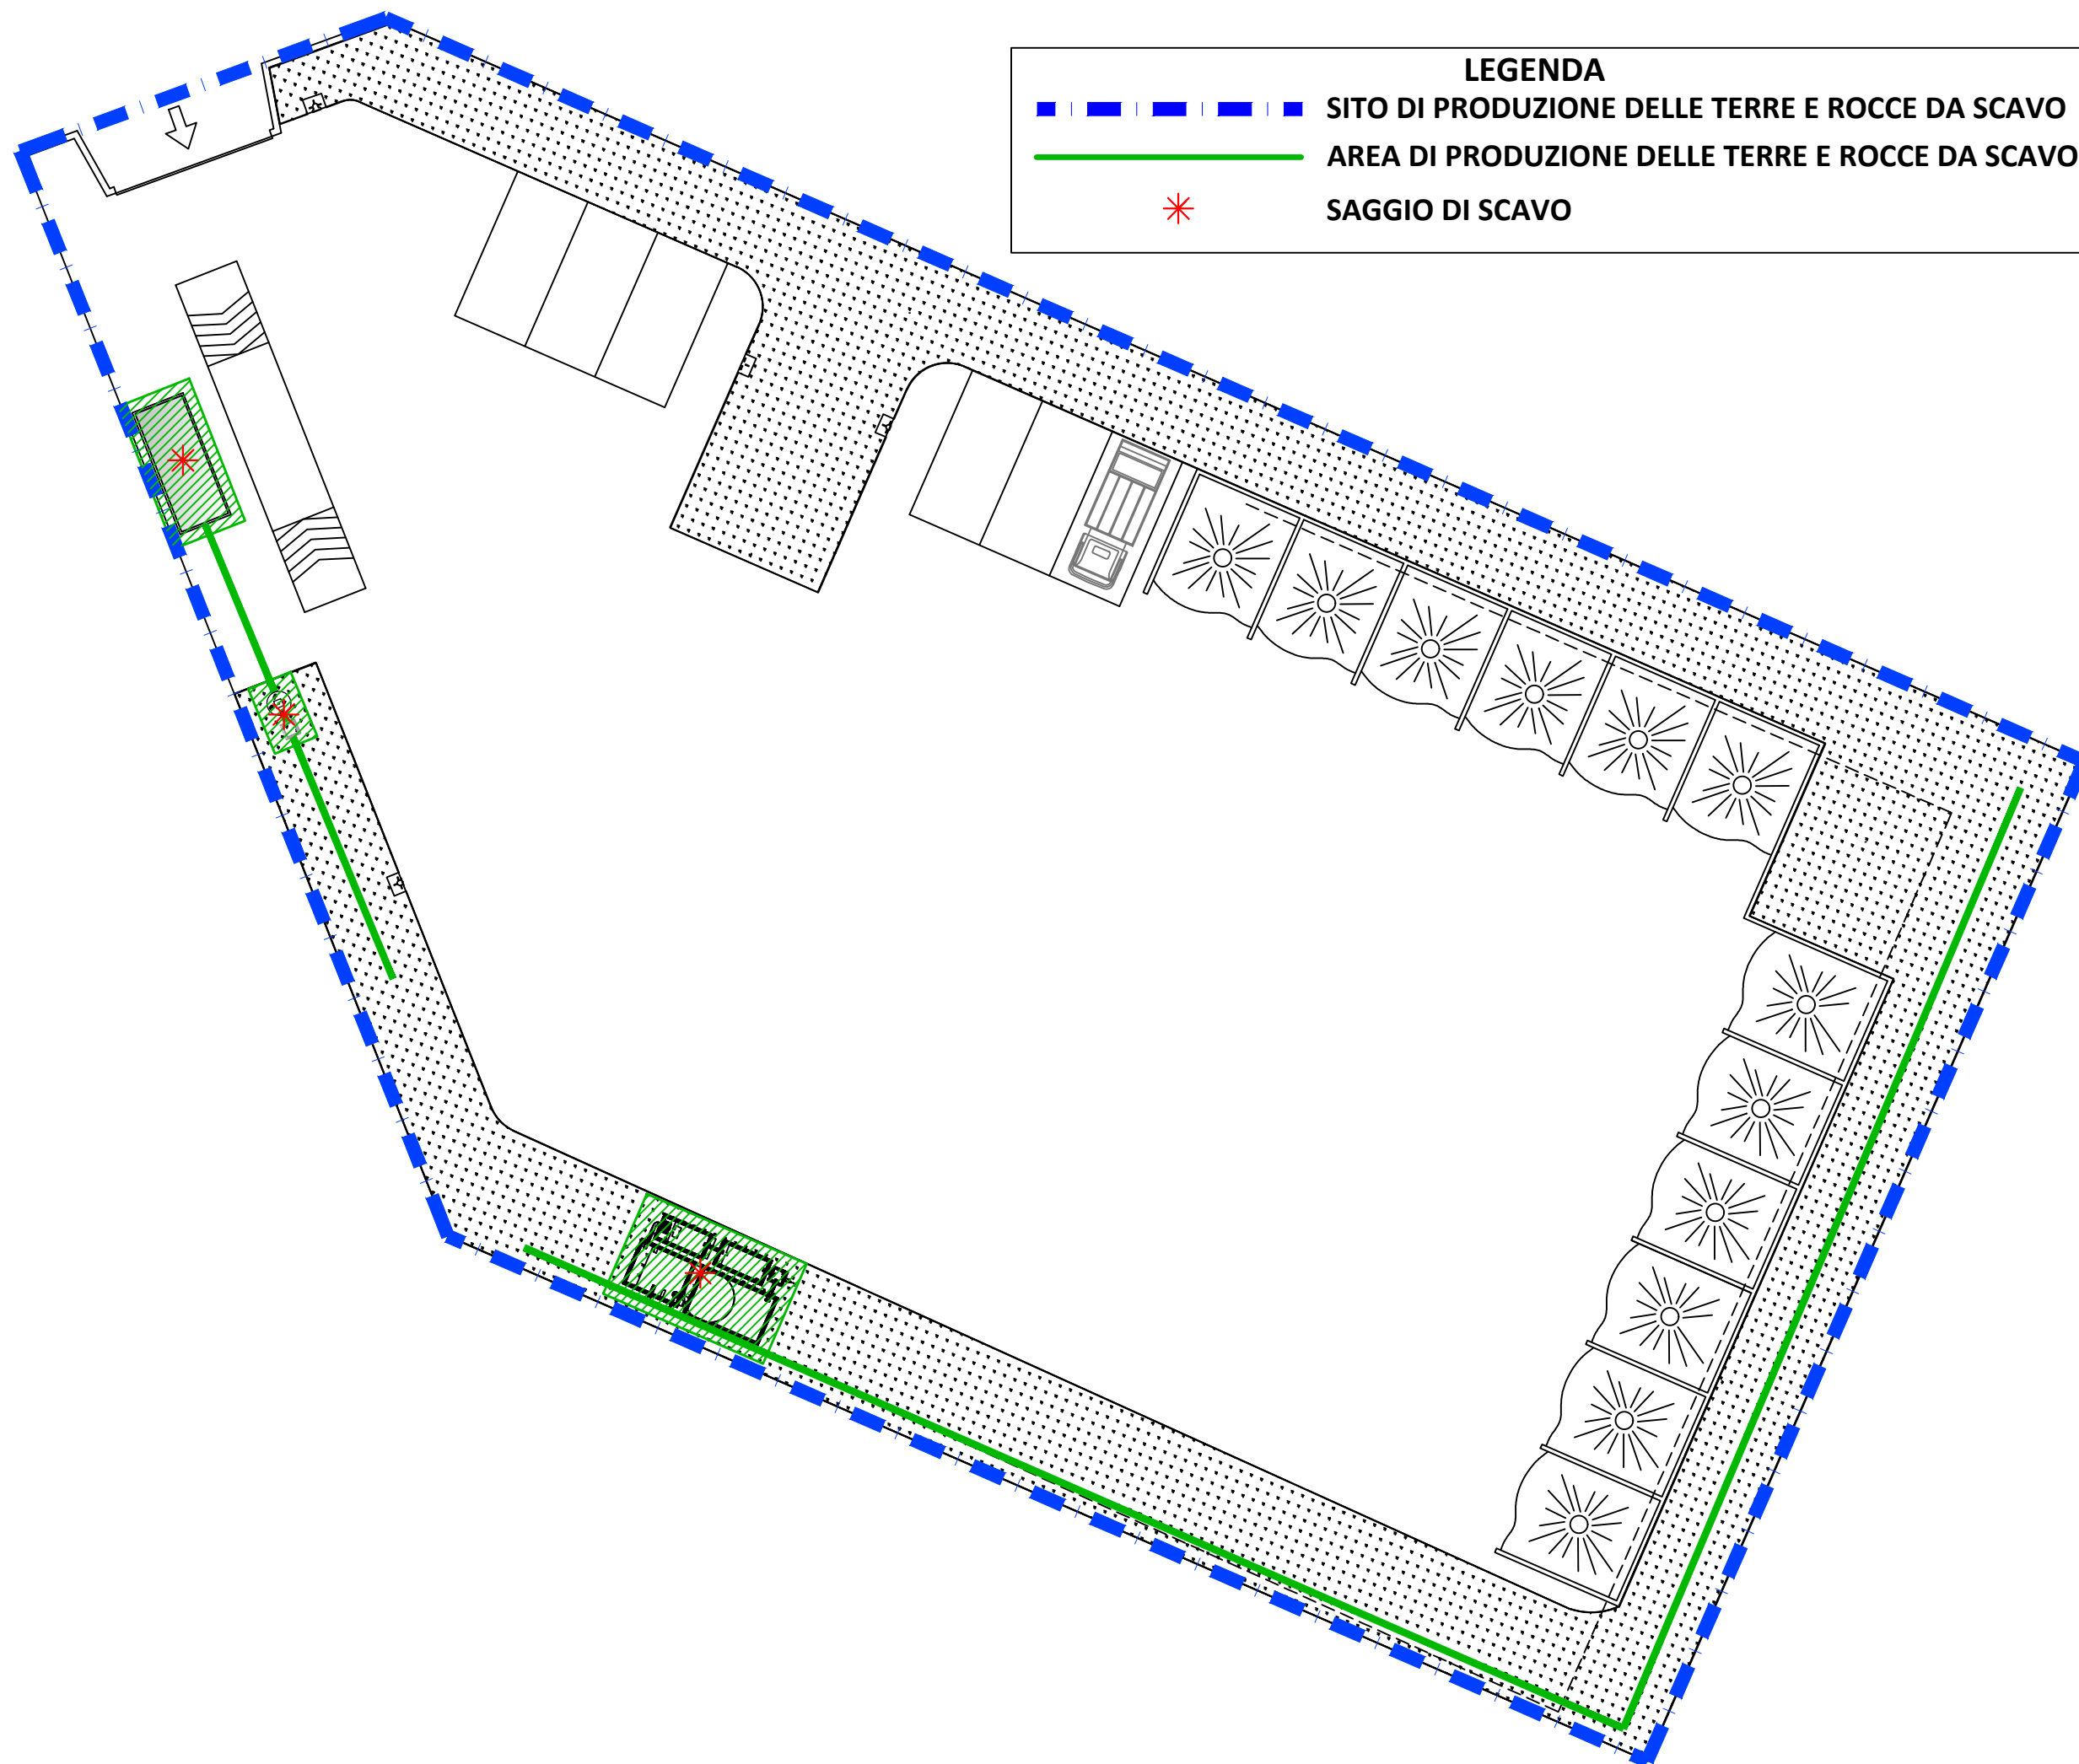 LEGENDA
SITO DI PRODUZIONE DELLE TERRE E ROCCE DA SCAVO
AREA DI PRODUZIONE DELLE TERRE E ROCCE DA SCAVO
SAGGIO DI SCAVO